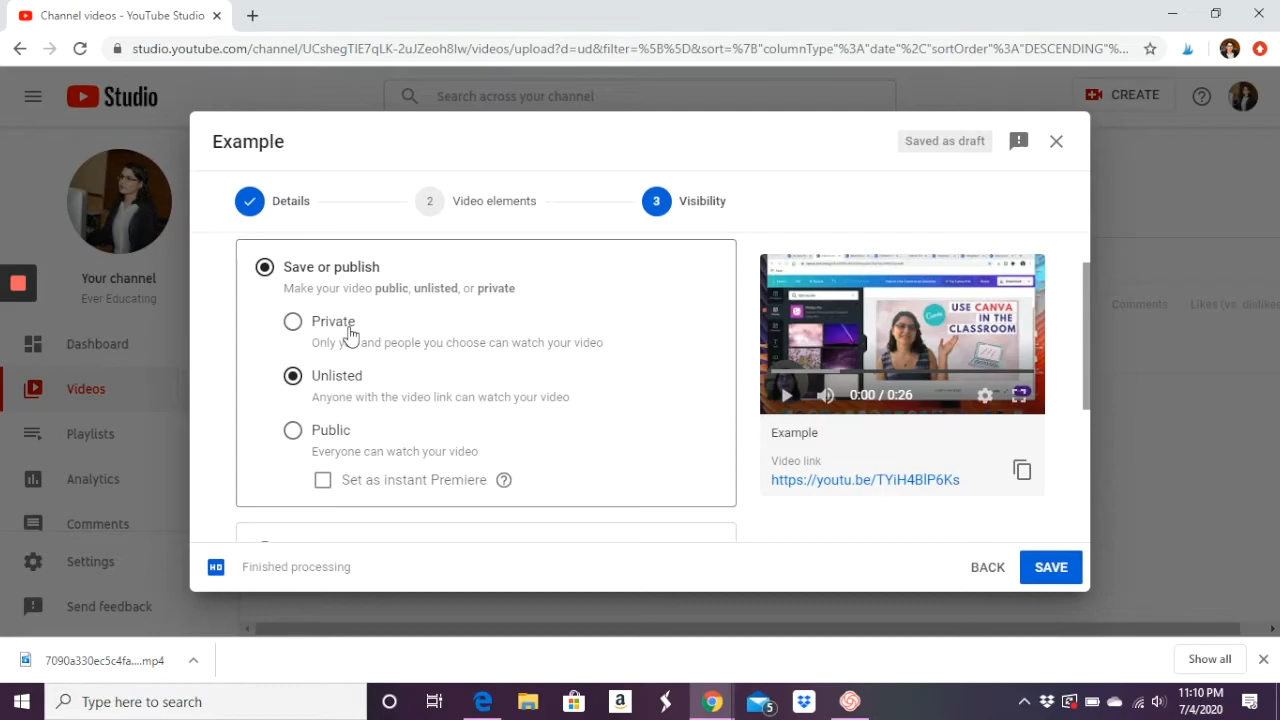 Channel videos - YouTube Studio
studio.youtube.com/channel/UCshegTIE7qLK-2uJZeoh8lw/videos/upload?d=ud&filter=%5B%5D&sort=%7B"columnType"%3A"date"%2C"sortOrder"%3A"DESCENDING"%...
Studio
Search across your channel
CREATE
Example
Saved as draft
Details
2
Video elements
3
Visibility
Your channel
Ever Educating
Dashboard
Videos
Playlists
Analytics
Comments
Settings
Send feedback
Save or publish
Make your video public, unlisted, or private
Private
Only you and people you choose can watch your video
Unlisted
Anyone with the video link can watch your video
Public
Everyone can watch your video
Set as instant Premiere
USE CANVA
IN THE
CLASSROOM
Canva
0:00 / 0:26
Example
Video link
https://youtu.be/TYiH4BlP6Ks
Comments
Likes (vs. dislikes
HD
Finished processing
BACK
SAVE
7090a330ec5c4fa....mp4
Show all
Type here to search
5
11:10 PM
7/4/2020